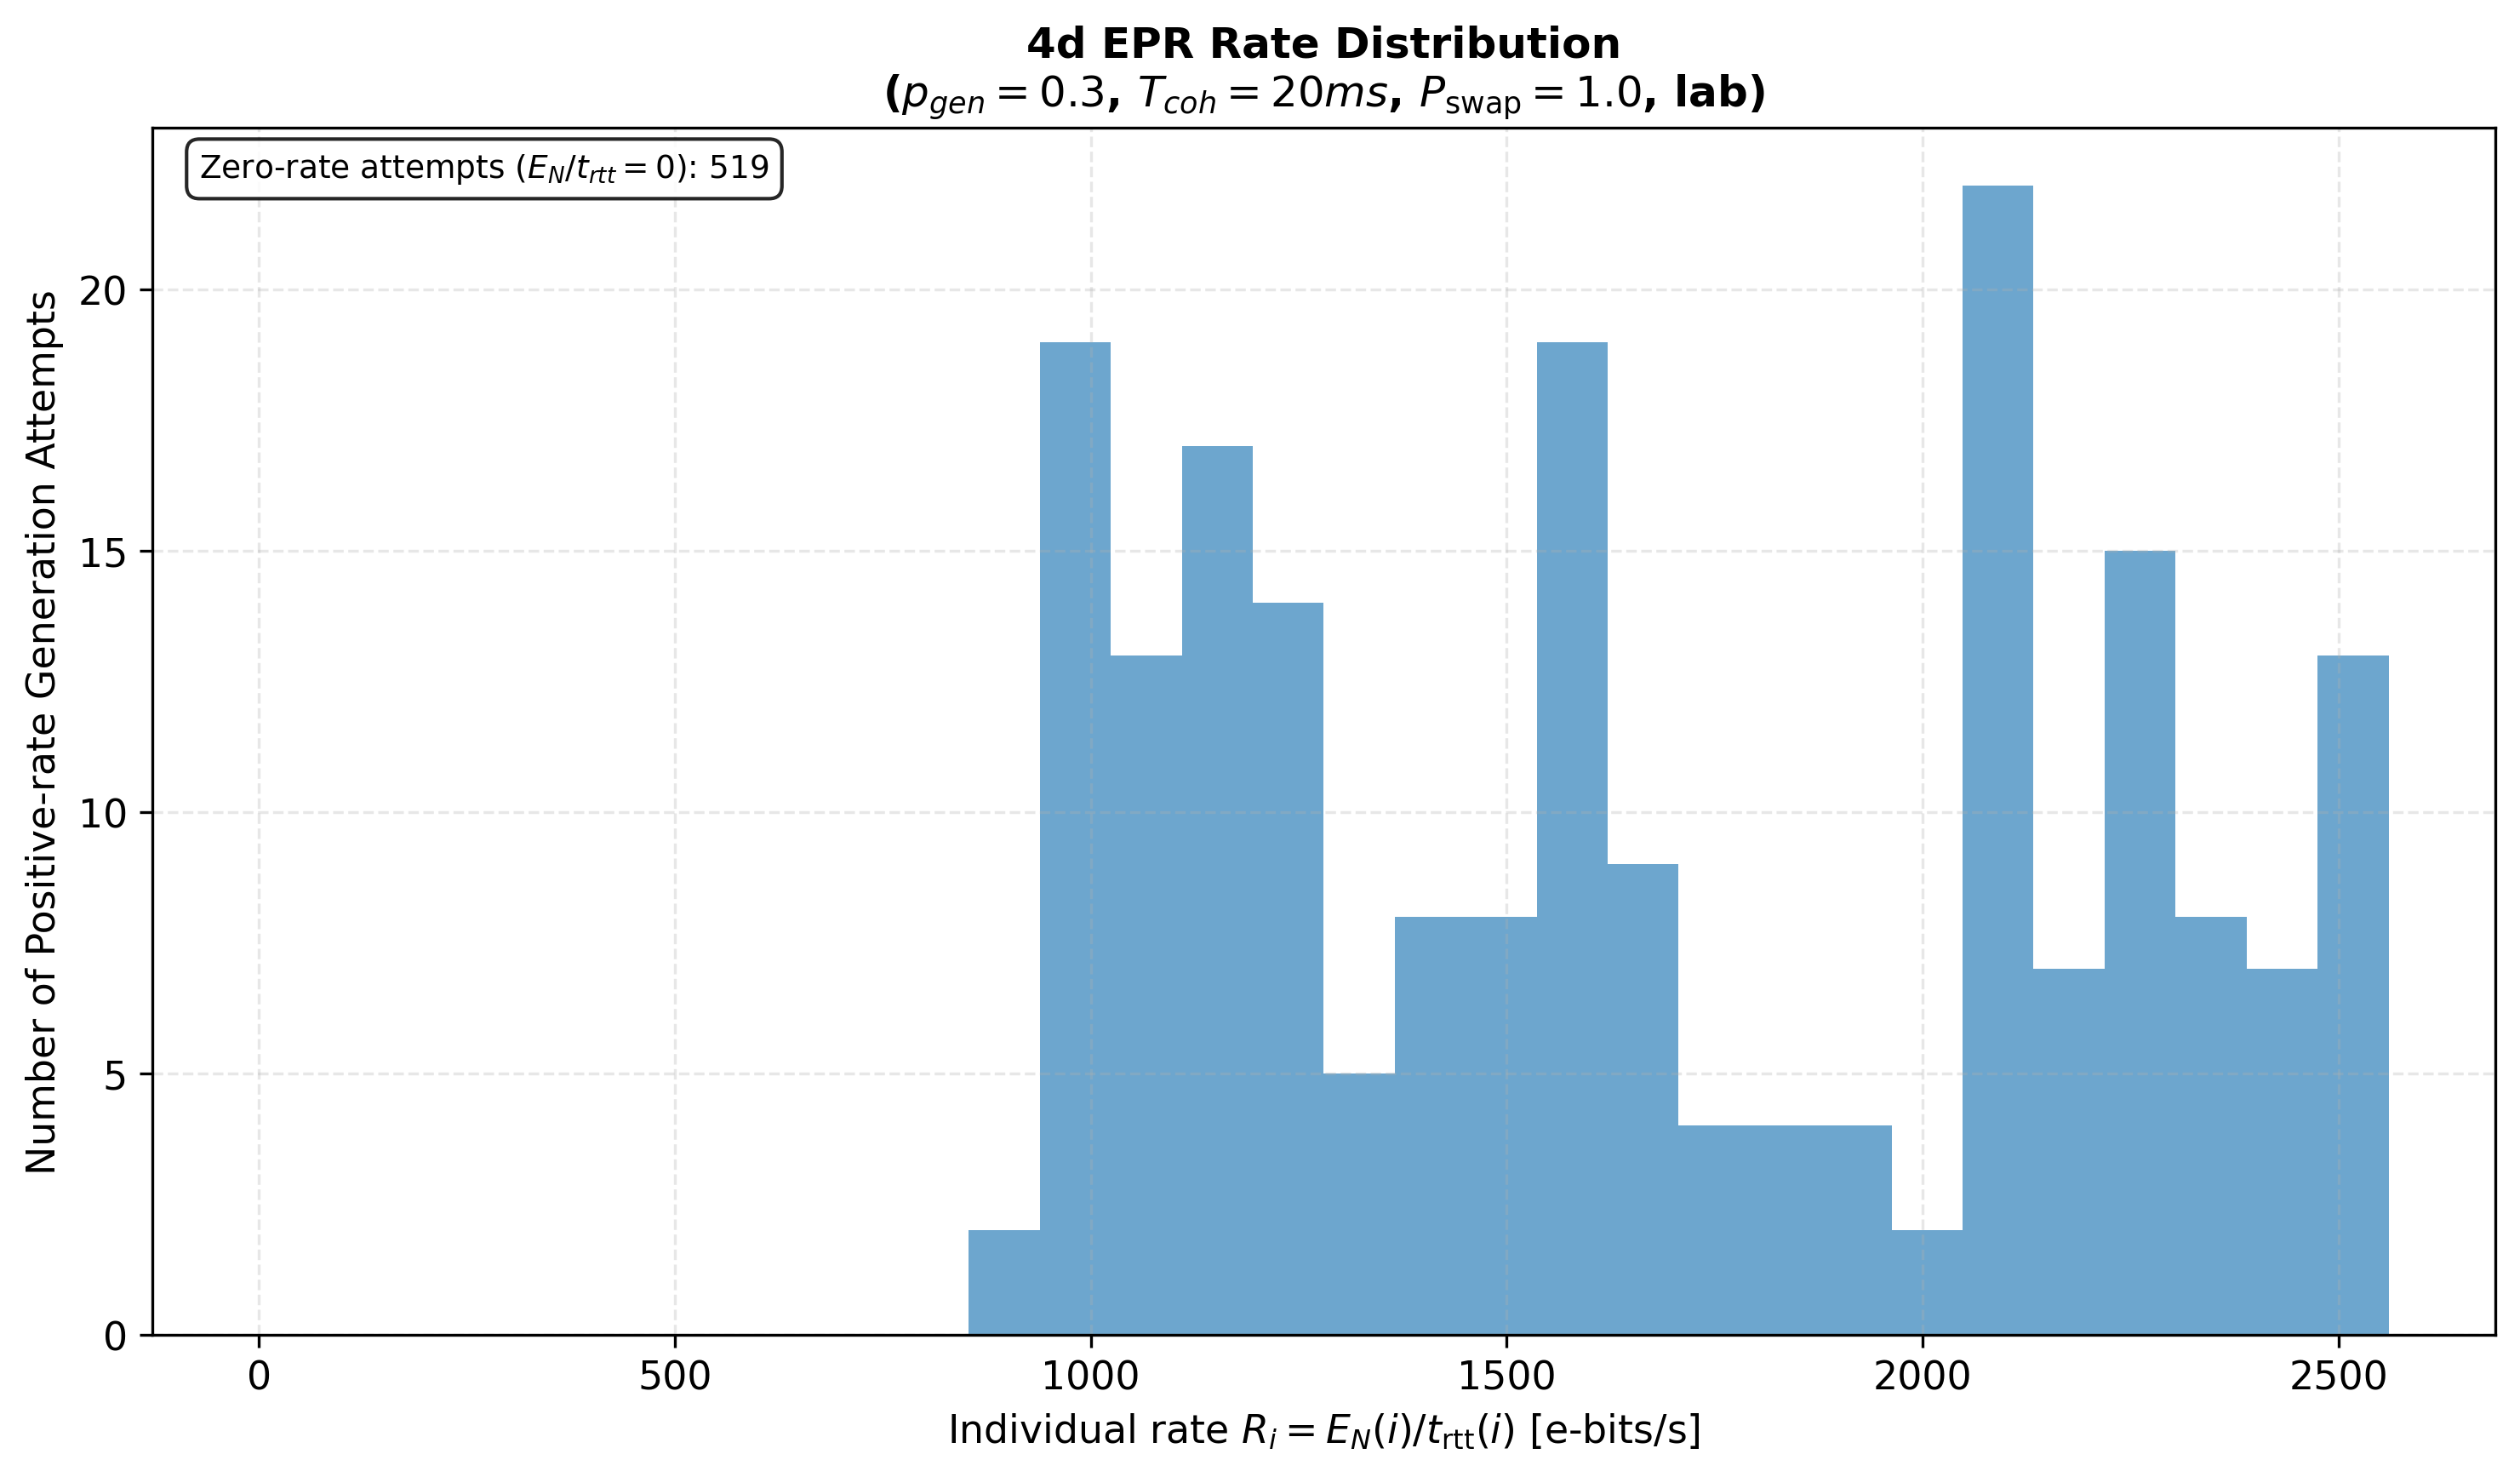 4d EPR Rate Distribution
(p_gen = 0.3, T_coh = 20ms, P_swap = 1.0, lab)
Zero-rate attempts (E_N/t_rtt = 0): 519
Number of Positive-rate Generation Attempts
20
15
10
5
0
0 500 1000 1500 2000 2500
Individual rate R_i = E_N(i)/t_rtt(i) [e-bits/s]